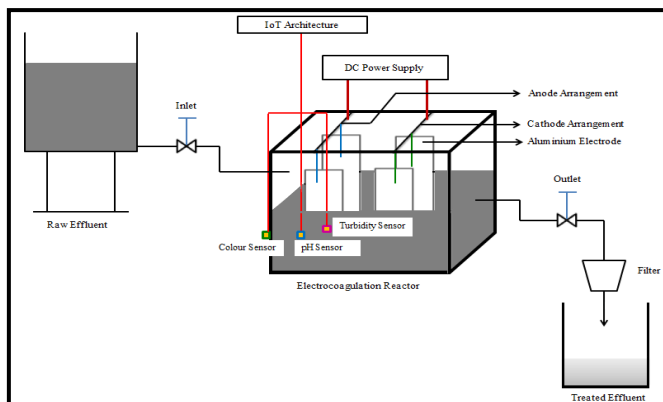 IoT Architecture
DC Power Supply
Anode Arrangement
Inlet
Cathode Arrangement
Aluminium Electrode
Outlet
Raw Effluent
Turbidity Sensor
Colour Sensor
pH Sensor
Filter
Electrocoagulation Reactor
Treated Effluent